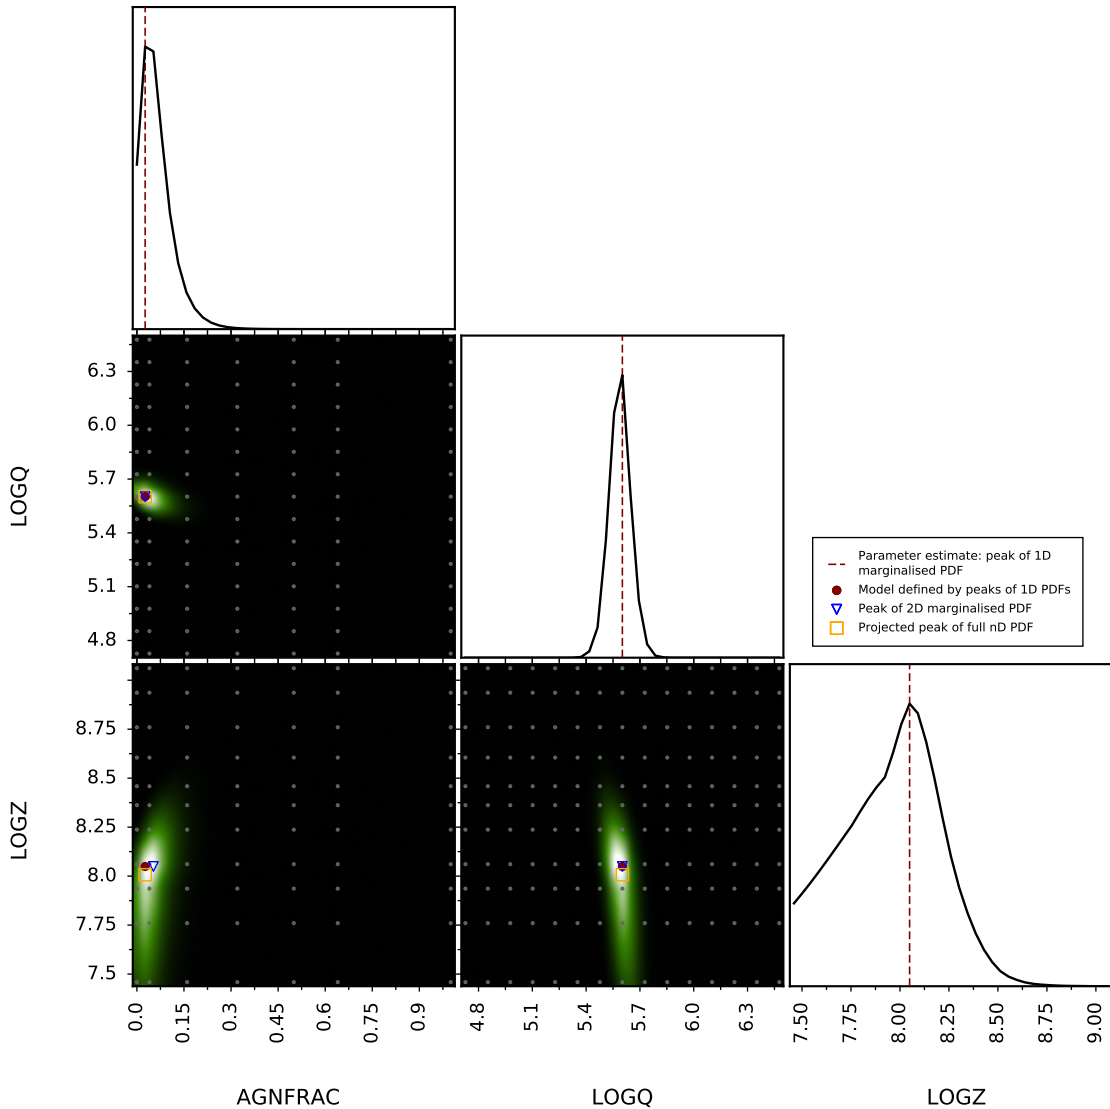 6.3
6.0
5.7
5.4
5.1
4.8
LOGQ
Parameter estimate: peak of 1D
marginalised PDF
Model defined by peaks of 1D PDFs
Peak of 2D marginalised PDF
Projected peak of full nD PDF
8.75
8.5
8.25
8.0
7.75
7.5
LOGZ
0.0 0.15 0.3 0.45 0.6 0.75 0.9
4.8 5.1 5.4 5.7 6.0 6.3
7.50 7.75 8.00 8.25 8.50 8.75 9.00
AGNFRAC LOGQ LOGZ